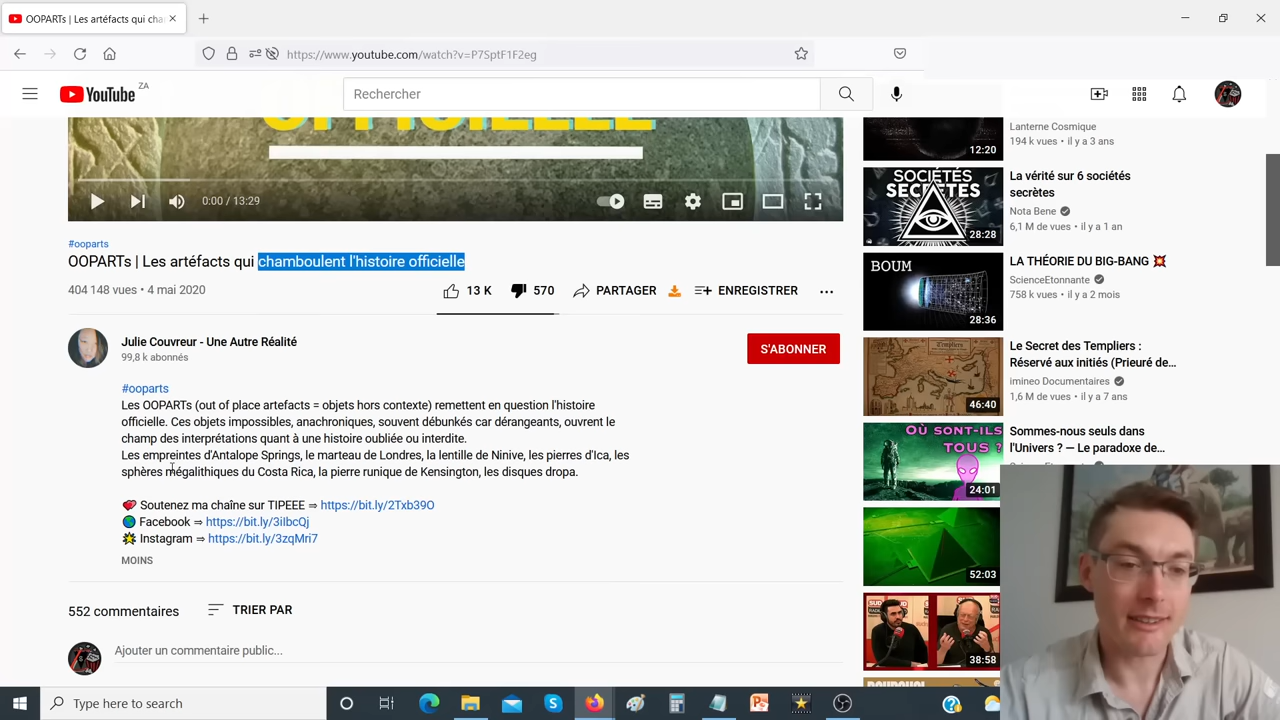 OOPARTs | Les artéfacts qui cha
https://www.youtube.com/watch?v=P7SptF1F2eg
YouTube
ZA
Rechercher
OFFICIELLE
0:00 / 13:29
#ooparts
OOPARTs | Les artéfacts qui chamboulent l'histoire officielle
404 148 vues • 4 mai 2020
13 K
570
PARTAGER
ENREGISTRER
Julie Couvreur - Une Autre Réalité
99,8 k abonnés
S'ABONNER
#ooparts
Les OOPARTs (out of place artefacts = objets hors contexte) remettent en question l'histoire
officielle. Ces objets impossibles, anachroniques, souvent débunkés car dérangeants, ouvrent le
champ des interprétations quant à une histoire oubliée ou interdite.
Les empreintes d'Antalo Sprint, le marteau de Londres, la lentille de Ninive, les pierres d'Ica, les
sphères mégalithiques du Costa Rica, la pierre runique de Kensington, les disques dropa.
Soutenez ma chaîne sur TIPEEE ⇒ https://bit.ly/2Txb39O
Facebook ⇒ https://bit.ly/3iIbcQj
Instagram ⇒ https://bit.ly/3zqMri7
MOINS
552 commentaires
TRIER PAR
Ajouter un commentaire public...
12:20
Lanterne Cosmique
194 k vues • il y a 3 ans
SOCIÉTÉS
SECRÈTES
28:28
La vérité sur 6 sociétés
secrètes
Nota Bene
6,1 M de vues • il y a 1 an
BOUM
28:36
LA THÉORIE DU BIG-BANG 💥
ScienceEtonnante
758 k vues • il y a 2 mois
46:40
Le Secret des Templiers :
Réservé aux initiés (Prieuré de...
imineo Documentaires
1,6 M de vues • il y a 7 ans
OÙ SONT-ILS
TOUS ?
24:01
Sommes-nous seuls dans
l'Univers ? — Le paradoxe de...
52:03
SUD
RADIO
38:58
POURQUOI
Type here to search